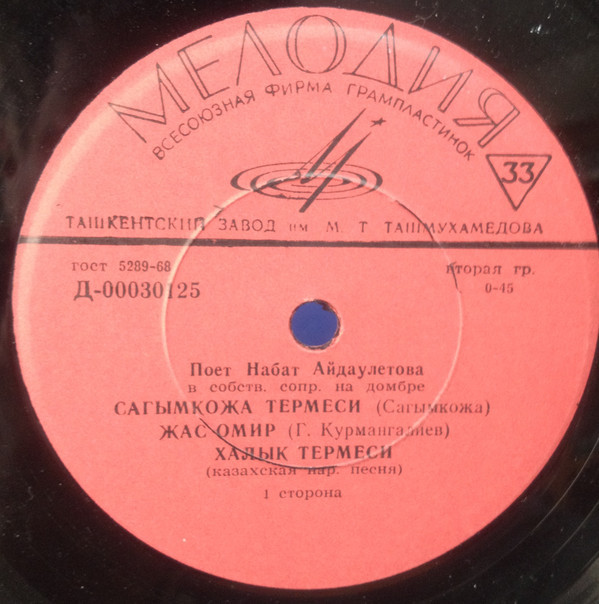 МЕЛОДИЯ
ВСЕСОЮЗНАЯ ФИРМА ГРАМПЛАСТИНОК
33
ТАШКЕНТСКИЙ ЗАВОД им М. Т ТАШМУХАМЕДОВА
гост 5289-68
вторая гр.
Д-00030125
0-45
Поет Набат Айдаулетова
в собств. сопр. на домбре
САГЫМКОЖА ТЕРМЕСИ (Сагымкожа)
ЖАС ОМИР (Г. Курмангалиев)
ХАЛЫК ТЕРМЕСИ
(казахская нар. песня)
1 сторона